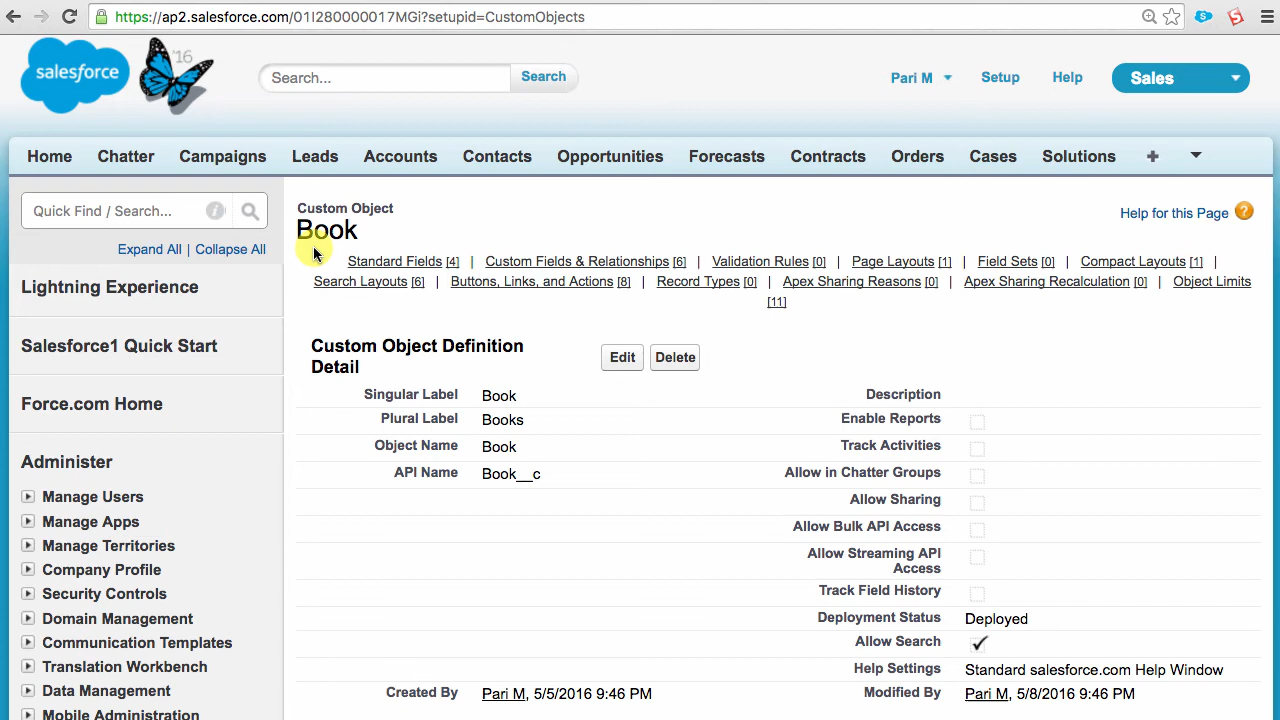 https://ap2.salesforce.com/01I280000017MGi?setupid=CustomObjects
salesforce
'16
Search...
Search
Pari M
Setup
Help
Sales
Home Chatter Campaigns Leads Accounts Contacts Opportunities Forecasts Contracts Orders Cases Solutions +
Quick Find / Search...
Expand All | Collapse All
Lightning Experience
Salesforce1 Quick Start
Force.com Home
Administer
Manage Users
Manage Apps
Manage Territories
Company Profile
Security Controls
Domain Management
Communication Templates
Translation Workbench
Data Management
Mobile Administration
Custom Object
Book
Help for this Page ?
Standard Fields [4] | Custom Fields & Relationships [6] | Validation Rules [0] | Page Layouts [1] | Field Sets [0] | Compact Layouts [1] |
Search Layouts [6] | Buttons, Links, and Actions [8] | Record Types [0] | Apex Sharing Reasons [0] | Apex Sharing Recalculation [0] | Object Limits
[11]
Custom Object Definition
Detail
Edit Delete
Singular Label Book Description
Plural Label Books Enable Reports
Object Name Book Track Activities
API Name Book__c Allow in Chatter Groups
Allow Sharing
Allow Bulk API Access
Allow Streaming API
Access
Track Field History
Deployment Status Deployed
Allow Search
Help Settings Standard salesforce.com Help Window
Created By Pari M, 5/5/2016 9:46 PM Modified By Pari M, 5/8/2016 9:46 PM